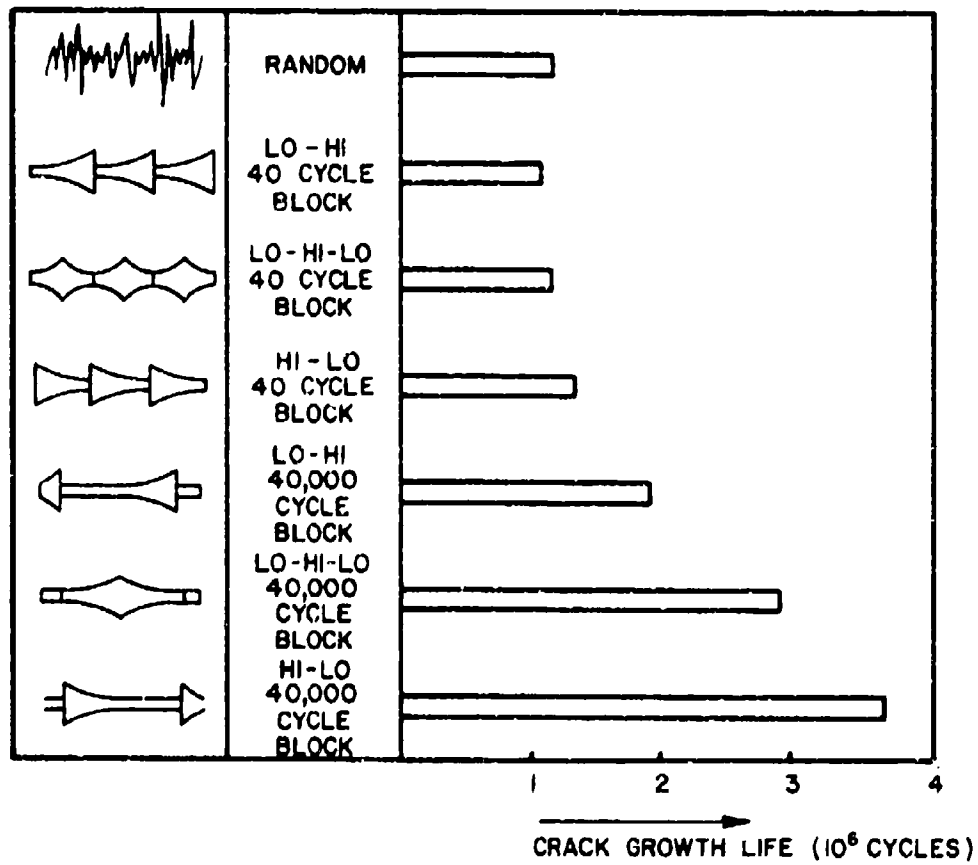 RANDOM
LO-HI
40 CYCLE
BLOCK
LO-HI-LO
40 CYCLE
BLOCK
HI-LO
40 CYCLE
BLOCK
LO-HI
40,000
CYCLE
BLOCK
LO-HI-LO
40,000
CYCLE
BLOCK
HI-LO
40,000
CYCLE
BLOCK
1 2 3 4
CRACK GROWTH LIFE (10⁶ CYCLES)